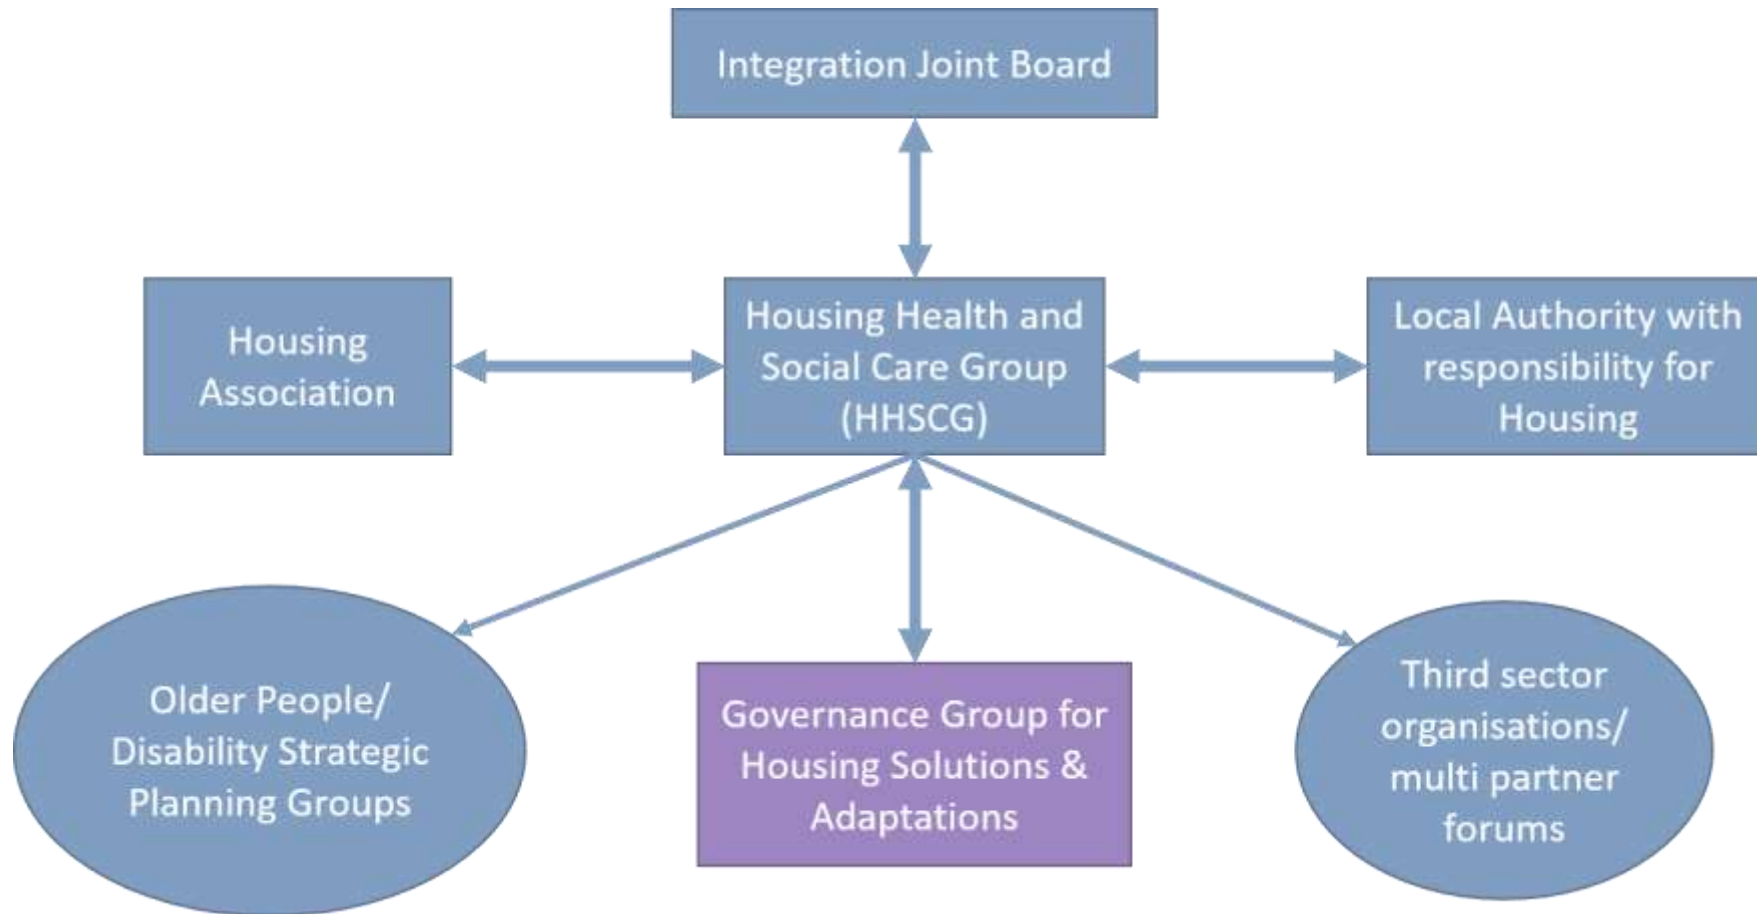 Integration Joint Board
Housing
Association
Housing Health and
Social Care Group
(HHSCG)
Local Authority with
responsibility for
Housing
Older People/
Disability Strategic
Planning Groups
Governance Group for
Housing Solutions &
Adaptations
Third sector
organisations/
multi partner
forums